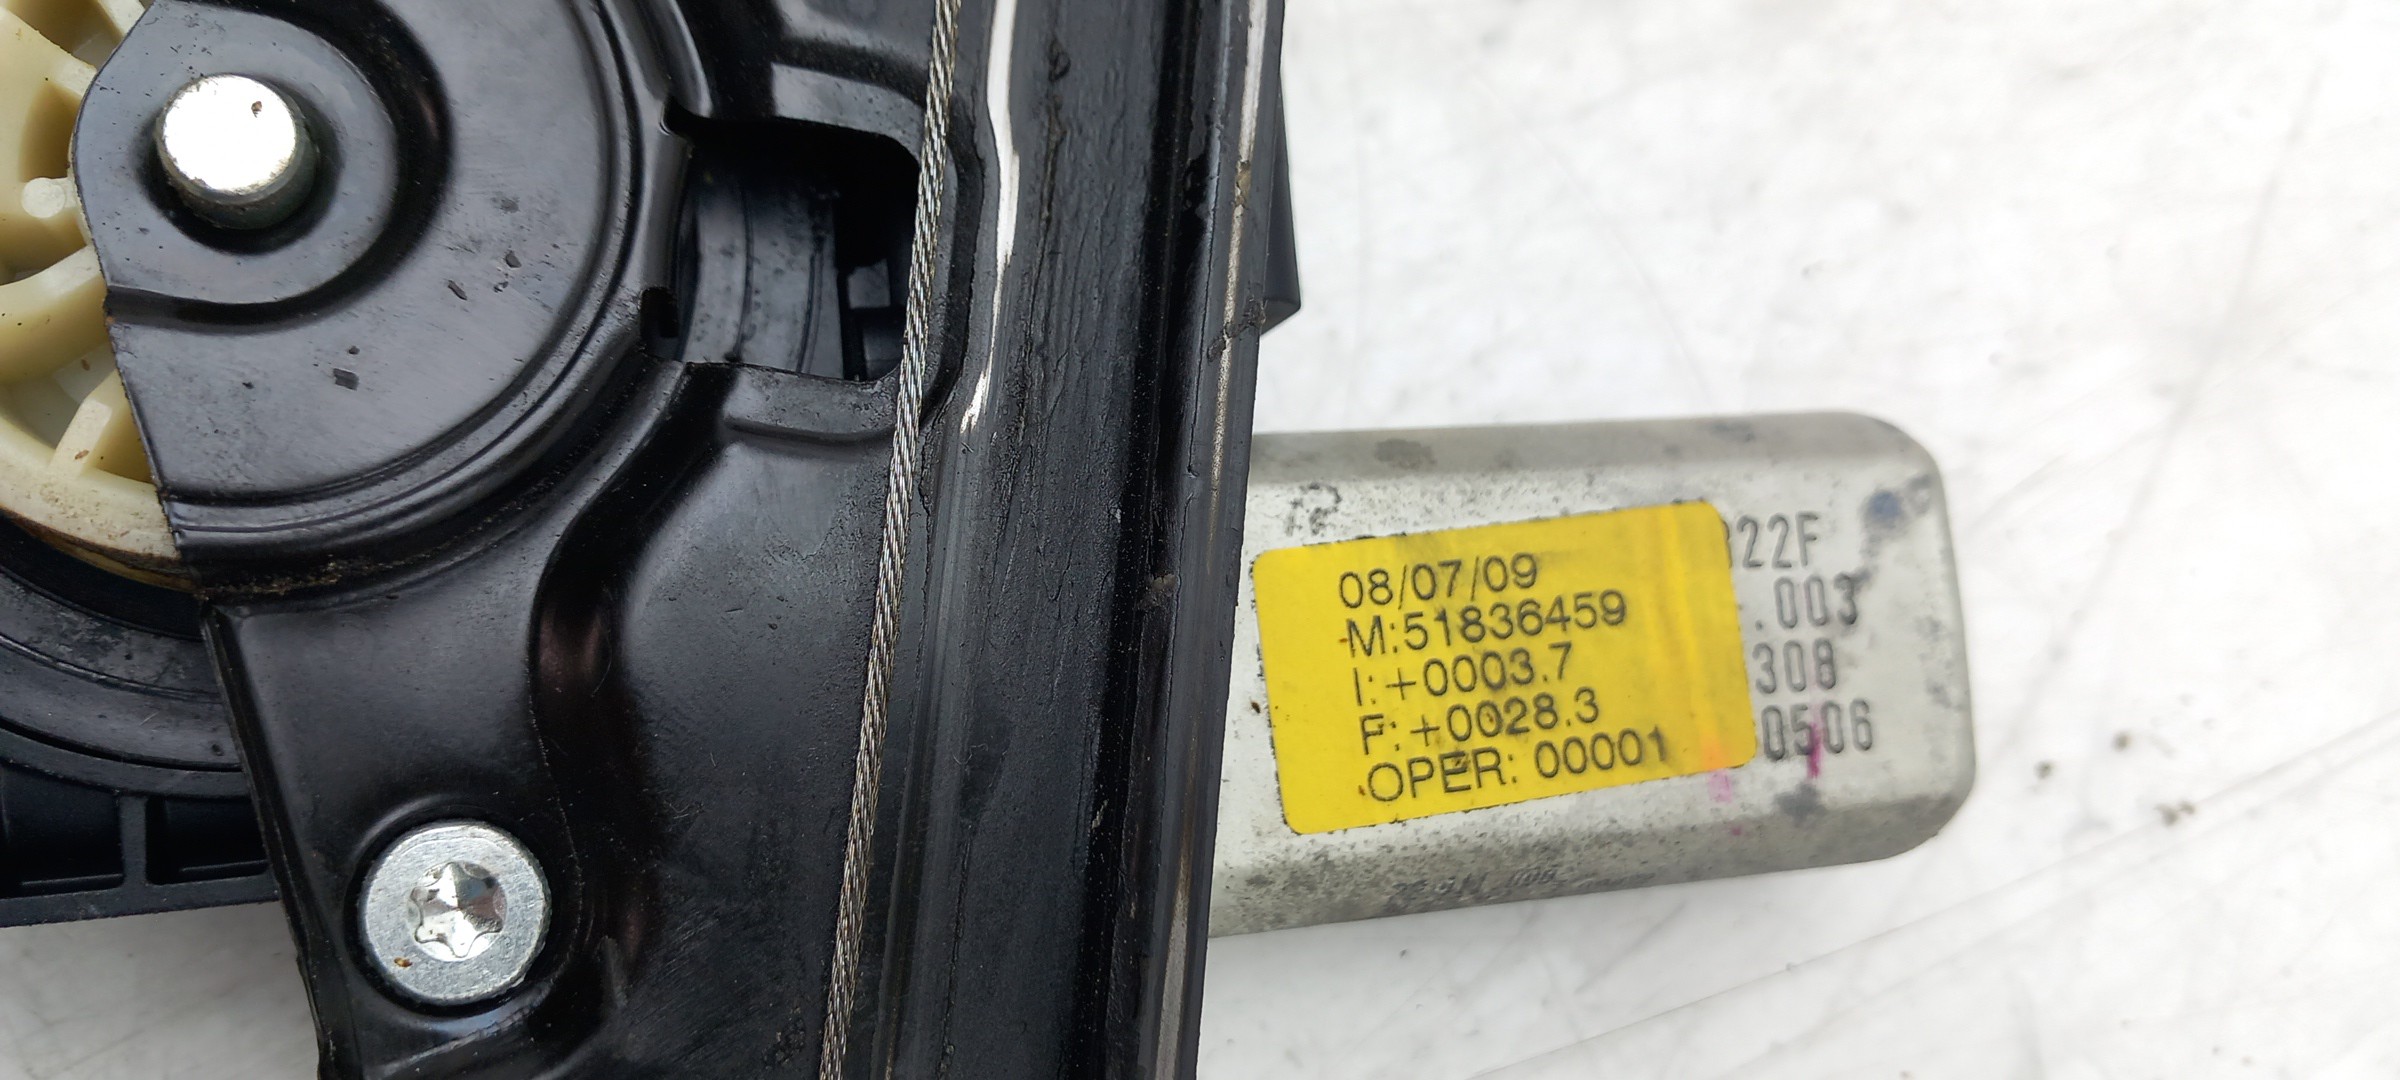 08/07/09
M:51836459
I:+0003.7
F:+0028.3
OPER: 00001
22F
.003
308
0506